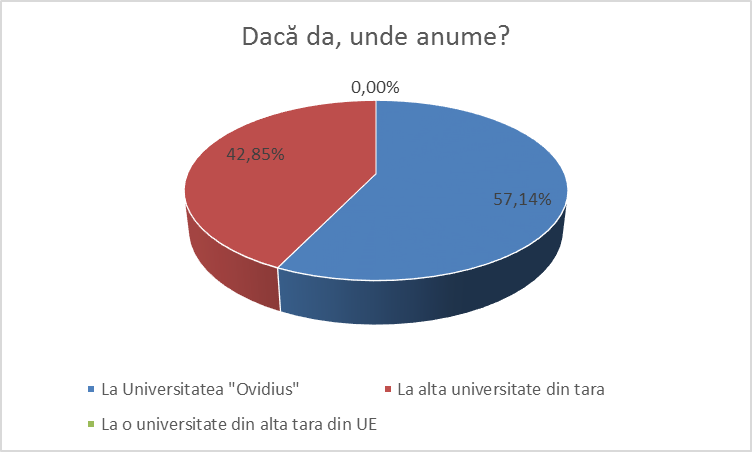 Dacă da, unde anume?
0,00%
42,85%
57,14%
La Universitatea "Ovidius"
La alta universitate din tara
La o universitate din alta tara din UE